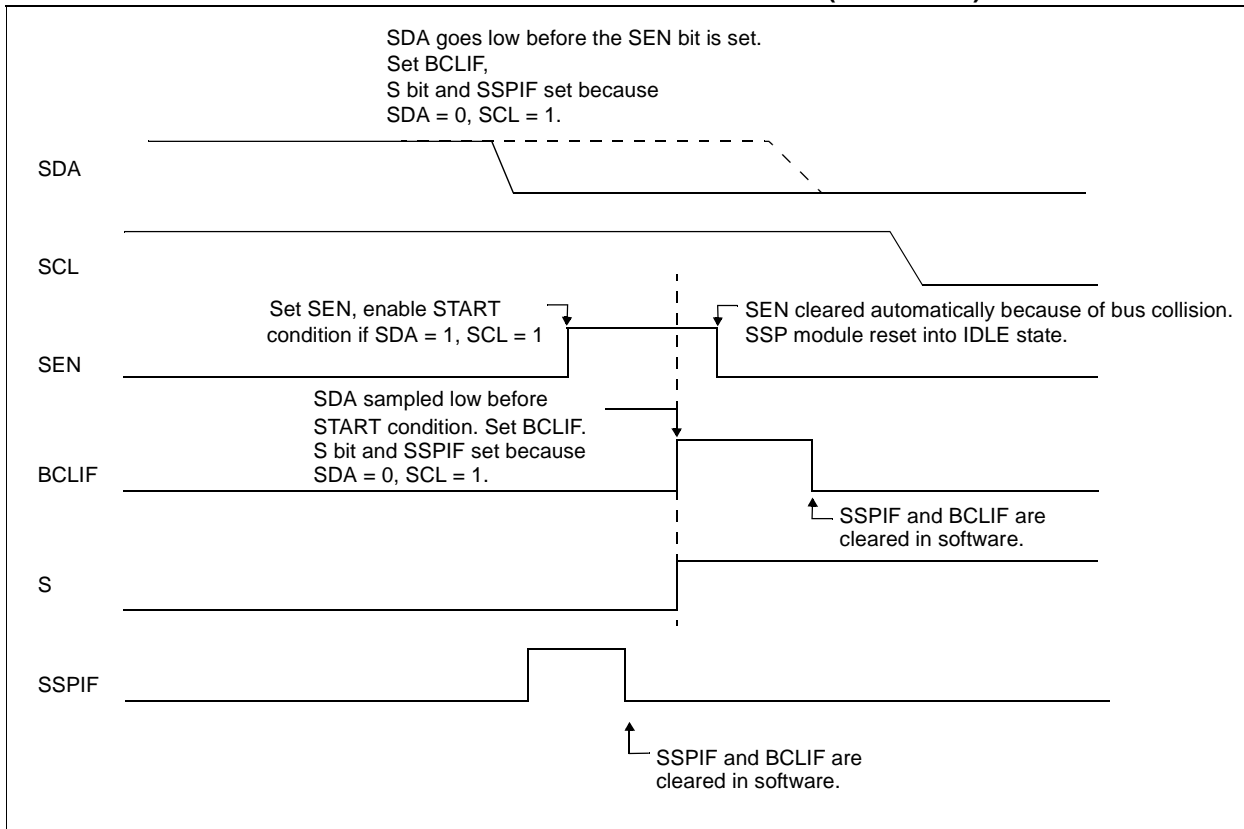 SDA goes low before the SEN bit is set.
Set BCLIF,
S bit and SSPIF set because
SDA = 0, SCL = 1.
SDA
SCL
Set SEN, enable START
condition if SDA = 1, SCL = 1
SEN cleared automatically because of bus collision.
SSP module reset into IDLE state.
SEN
SDA sampled low before
START condition. Set BCLIF.
S bit and SSPIF set because
SDA = 0, SCL = 1.
BCLIF
SSPIF and BCLIF are
cleared in software.
S
SSPIF
SSPIF and BCLIF are
cleared in software.